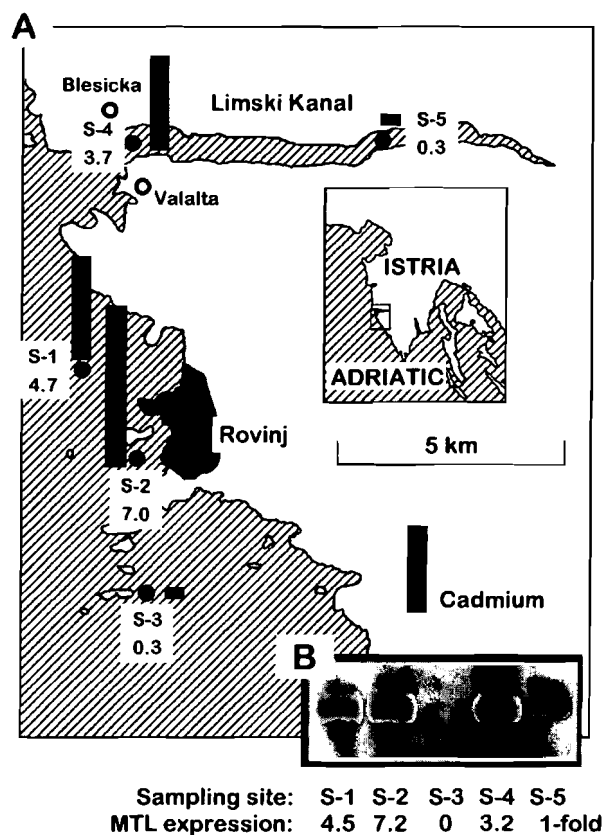 A
Blesicka
Limski Kanal
S-4
3.7
S-5
0.3
Valalta
ISTRIA
ADRIATIC
S-1
4.7
Rovinj
5 km
S-2
7.0
Cadmium
S-3
0.3
B
Sampling site: S-1 S-2 S-3 S-4 S-5
MTL expression: 4.5 7.2 0 3.2 1-fold